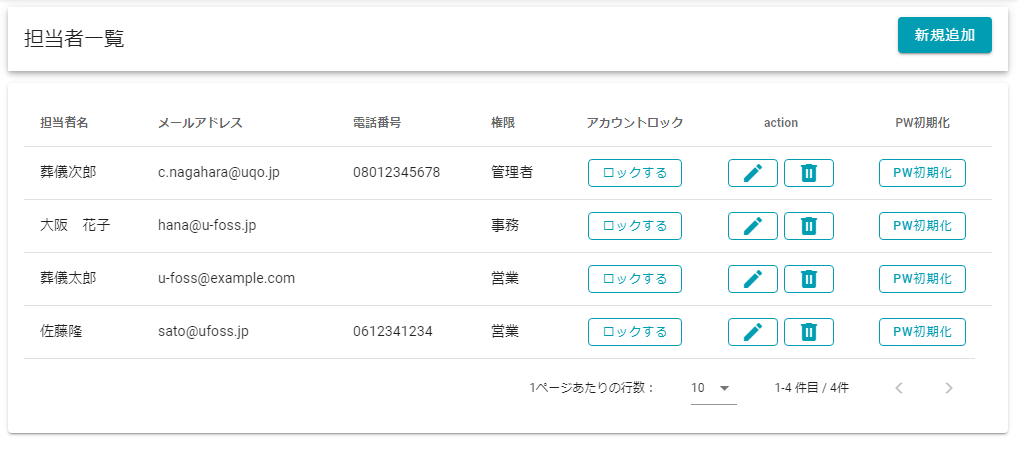 担当者一覧
新規追加
担当者名 メールアドレス 電話番号 権限 アカウントロック action PW初期化
葬儀次郎 c.nagahara@uqo.jp 08012345678 管理者 ロックする PW初期化
大阪　花子 hana@u-foss.jp 事務 ロックする PW初期化
葬儀太郎 u-foss@example.com 営業 ロックする PW初期化
佐藤隆 sato@ufoss.jp 0612341234 営業 ロックする PW初期化
1ページあたりの行数： 10 1-4 件目 / 4件